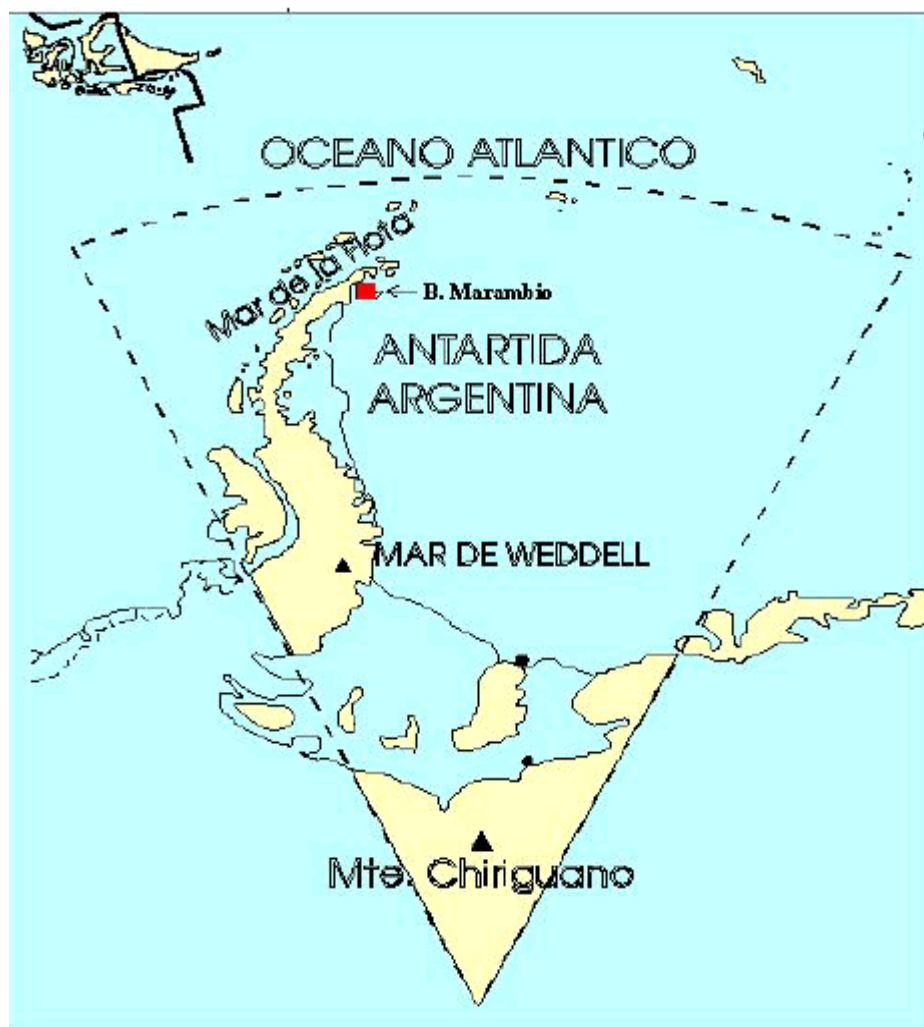 OCEANO ATLANTICO
Mar de la Flota
B. Marambio
ANTARTIDA
ARGENTINA
MAR DE WEDDELL
Mte. Chiriguano